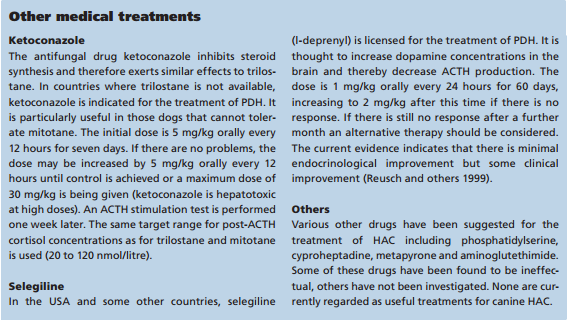 Other medical treatments
Ketoconazole
The antifungal drug ketoconazole inhibits steroid
synthesis and therefore exerts similar effects to trilos-
tane. In countries where trilostane is not available,
ketoconazole is indicated for the treatment of PDH. It
is particularly useful in those dogs that cannot toler-
ate mitotane. The initial dose is 5 mg/kg orally every
12 hours for seven days. If there are no problems, the
dose may be increased by 5 mg/kg orally every 12
hours until control is achieved or a maximum dose of
30 mg/kg is being given (ketoconazole is hepatotoxic
at high doses). An ACTH stimulation test is performed
one week later. The same target range for post-ACTH
cortisol concentrations as for trilostane and mitotane
is used (20 to 120 nmol/litre).
Selegiline
In the USA and some other countries, selegiline
(l-deprenyl) is licensed for the treatment of PDH. It is
thought to increase dopamine concentrations in the
brain and thereby decrease ACTH production. The
dose is 1 mg/kg orally every 24 hours for 60 days,
increasing to 2 mg/kg after this time if there is no
response. If there is still no response after a further
month an alternative therapy should be considered.
The current evidence indicates that there is minimal
endocrinological improvement but some clinical
improvement (Reusch and others 1999).
Others
Various other drugs have been suggested for the
treatment of HAC including phosphatidylserine,
cyproheptadine, metapyrone and aminogluthethimide.
Some of these drugs have been found to be ineffec-
tual, others have not been investigated. None are cur-
rently regarded as useful treatments for canine HAC.